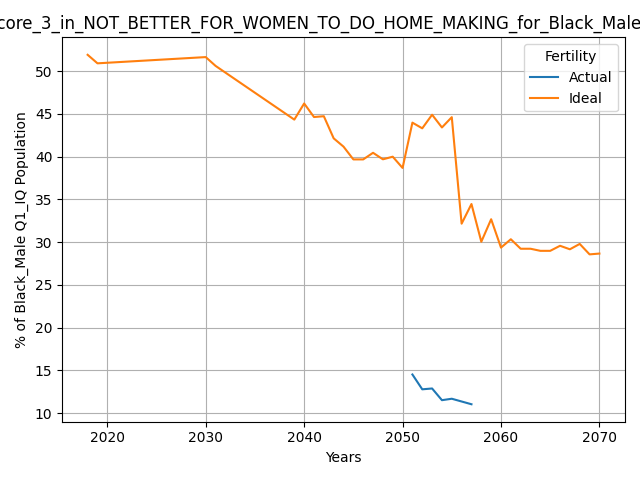 core_3_in_NOT_BETTER_FOR_WOMEN_TO_DO_HOME_MAKING_for_Black_Male
Fertility
Actual
Ideal
% of Black_Male Q1_IQ Population
50
45
40
35
30
25
20
15
10
2020
2030
2040
2050
2060
2070
Years